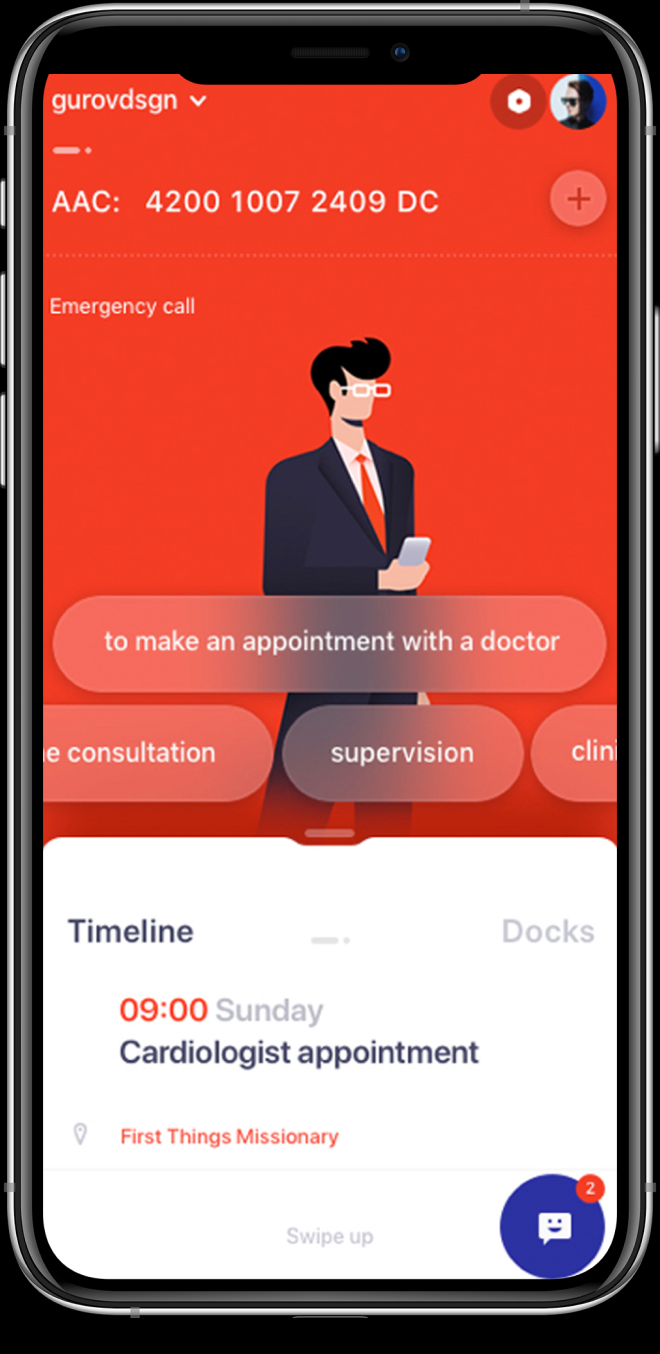 gurovdsgn
AAC: 4200 1007 2409 DC
Emergency call
to make an appointment with a doctor
e consultation
supervision
clini
Timeline
Docks
09:00 Sunday
Cardiologist appointment
First Things Missionary
2
Swipe up